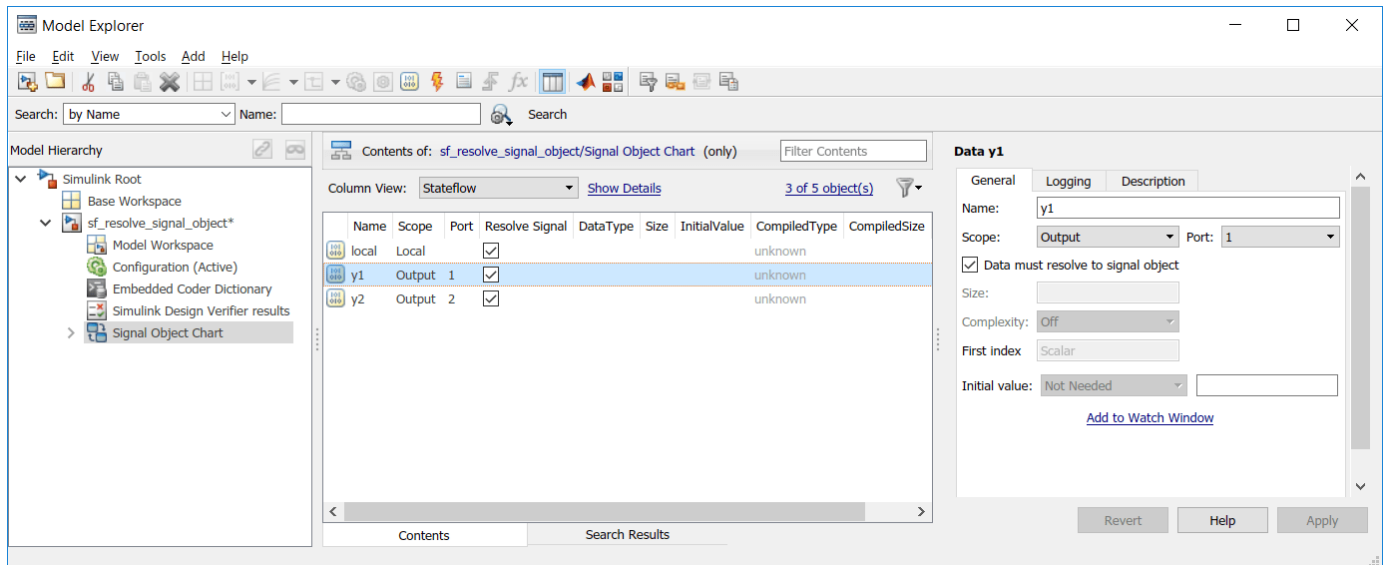 Model Explorer
File Edit View Tools Add Help
Search: by Name Name: Search
Model Hierarchy
Simulink Root
Base Workspace
sf_resolve_signal_object*
Model Workspace
Configuration (Active)
Embedded Coder Dictionary
Simulink Design Verifier results
Signal Object Chart
Contents of: sf_resolve_signal_object/Signal Object Chart (only) Filter Contents
Column View: Stateflow Show Details 3 of 5 object(s)
Name Scope Port Resolve Signal DataType Size InitialValue CompiledType CompiledSize
local Local unknown
y1 Output 1 unknown
y2 Output 2 unknown
Contents Search Results
Data y1
General Logging Description
Name: y1
Scope: Output Port: 1
Data must resolve to signal object
Size:
Complexity: Off
First index Scalar
Initial value: Not Needed
Add to Watch Window
Revert Help Apply